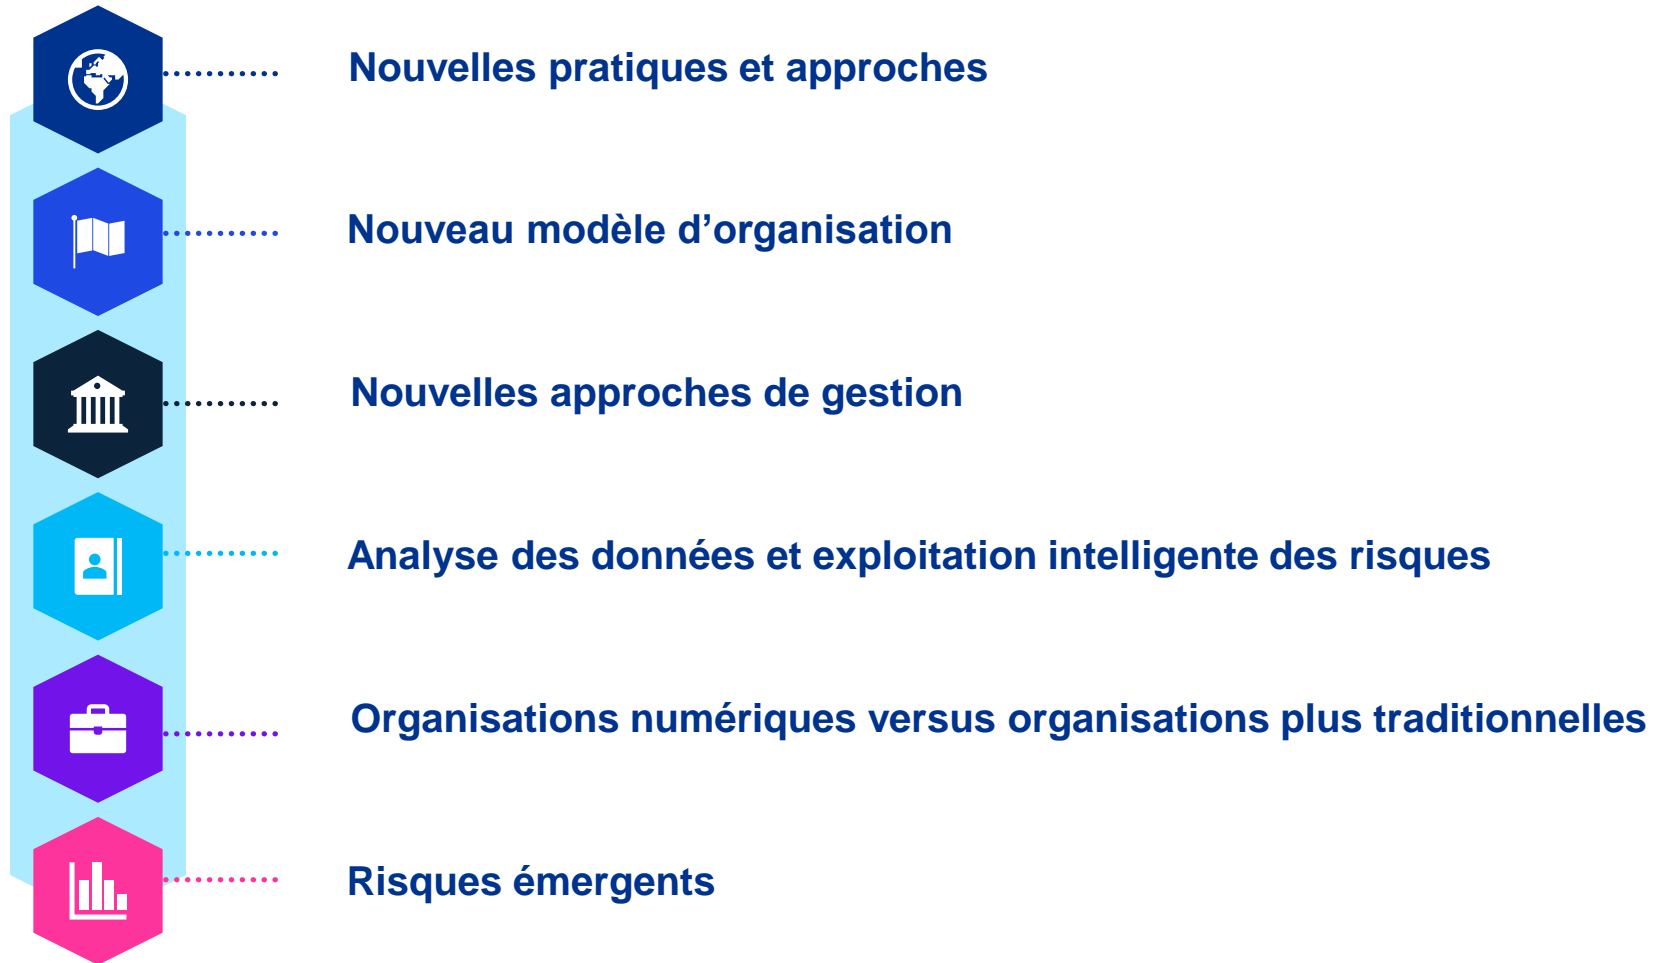 Nouvelles pratiques et approches
Nouveau modèle d’organisation
Nouvelles approches de gestion
Analyse des données et exploitation intelligente des risques
Organisations numériques versus organisations plus traditionnelles
Risques émergents